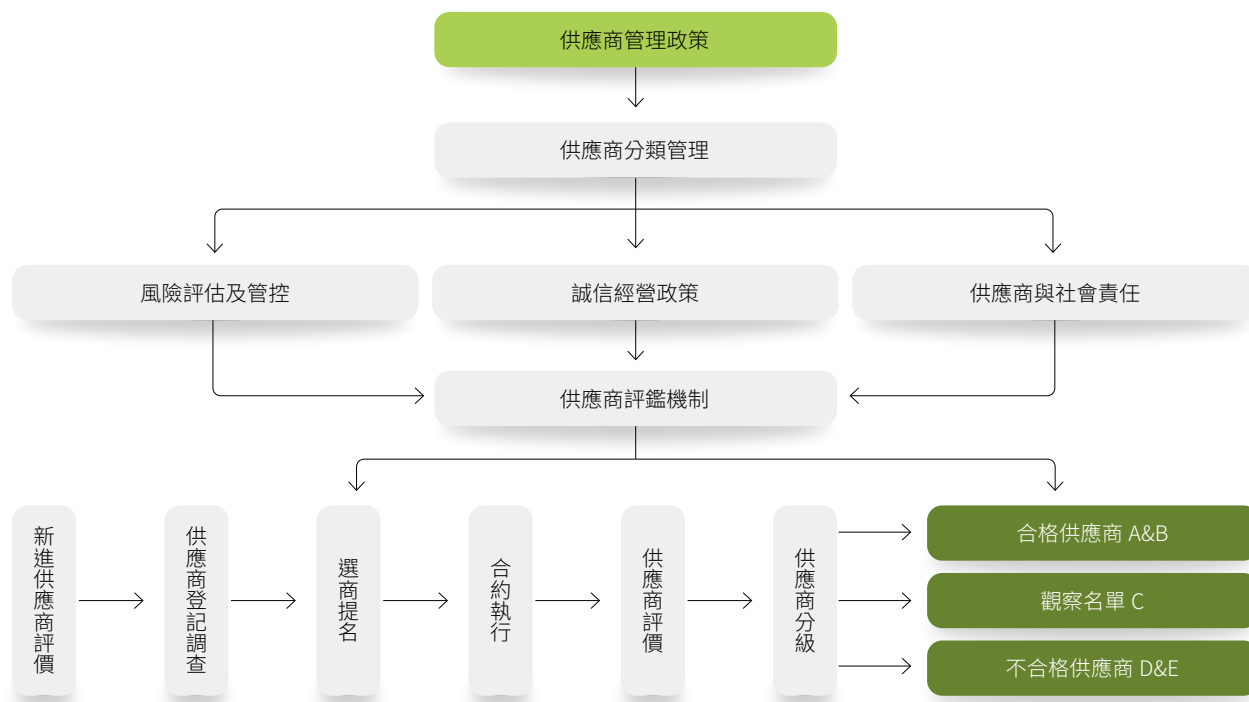 供應商管理政策
供應商分類管理
風險評估及管控
誠信經營政策
供應商與社會責任
供應商評鑑機制
新進供應商評價
供應商登記調查
選商提名
合約執行
供應商評價
供應商分級
合格供應商 A&B
觀察名單 C
不合格供應商 D&E